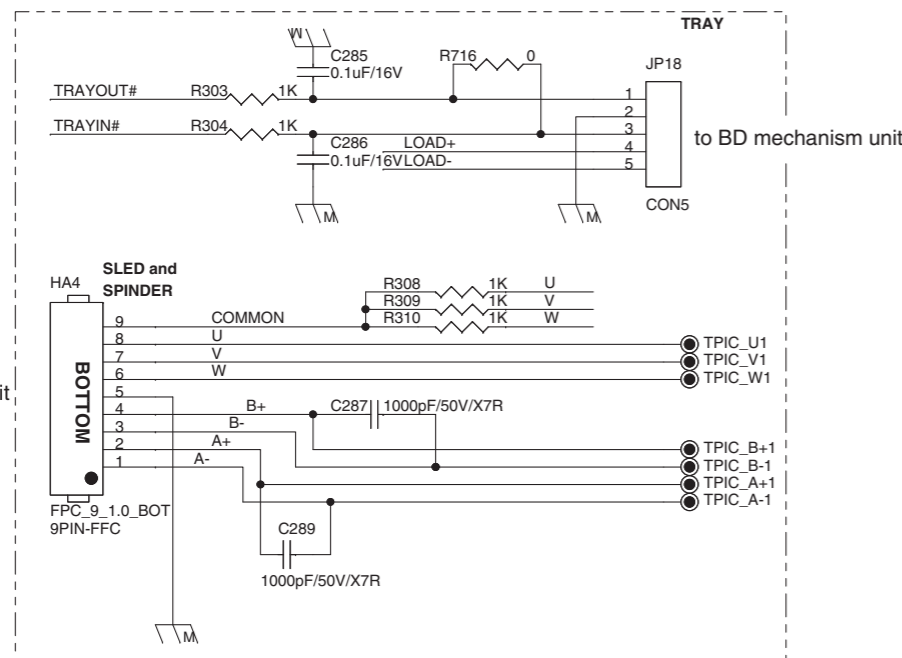 TRAY
M
C285
0.1uF/16V
R716 0
JP18
TRAYOUT# R303 1K 1
2
TRAYIN# R304 1K 3
to BD mechanism unit
C286
0.1uF/16V
LOAD+ 4
LOAD- 5
M
M
CON5
SLED and
SPINDER
HA4
R308 1K U
R309 1K V
R310 1K W
9 COMMON
8 U TPIC_U1
7 V TPIC_V1
6 W TPIC_W1
it
5
BOTTOM
4 B+ C287 1000pF/50V/X7R
3 B-
2 A+ TPIC_B+1
1 A- TPIC_B-1
TPIC_A+1
TPIC_A-1
FPC_9_1.0_BOT
9PIN-FFC
C289
1000pF/50V/X7R
M